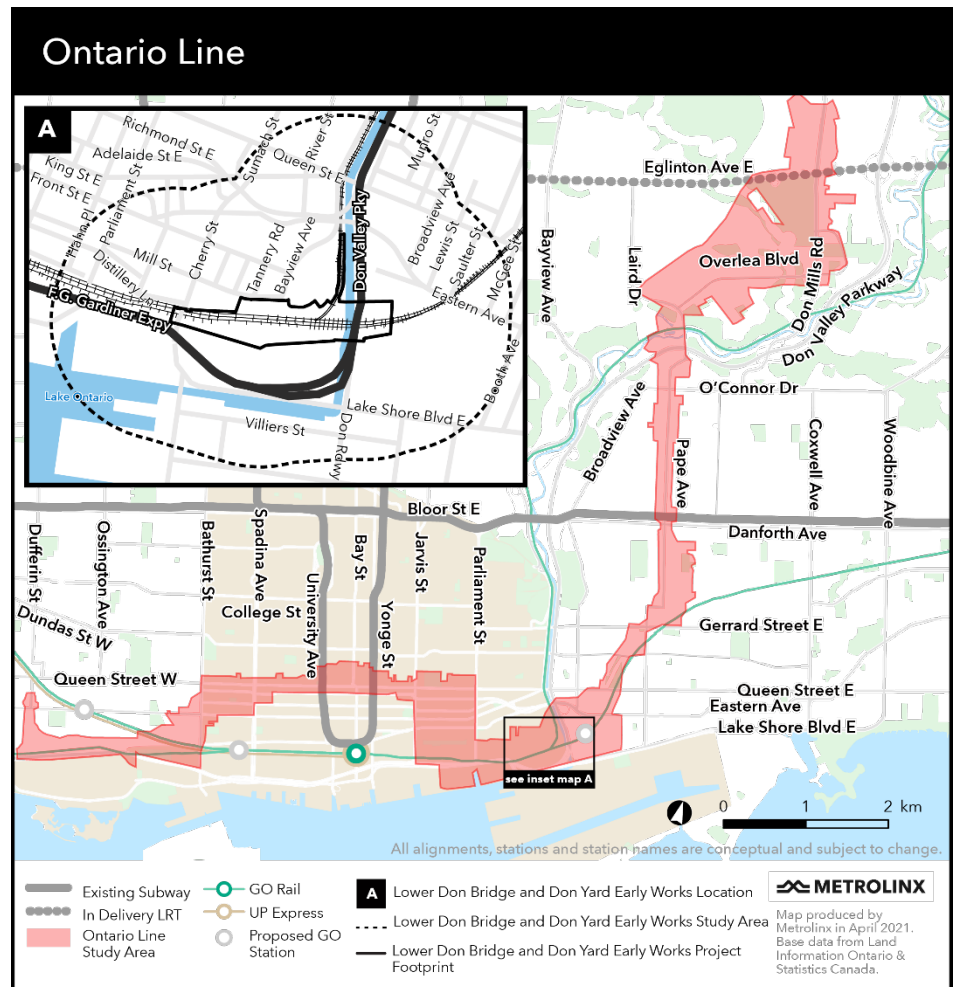 Ontario Line
A
Richmond St E
Adelaide St E
King St E
Front St E
Parliament St
Sumach St
River St
Queen St E
Munro St
Hahn Pl
Distillery Ln
Mill St
Cherry St
Tannery Rd
Bayview Ave
Don Valley Pky
Broadview Ave
Lewis St
Saulter St
McGee St
Eastern Ave
F.G. Gardiner Expy
Booth Ave
Lake Ontario
Lake Shore Blvd E
Villiers St
Don Rdwy
Eglinton Ave E
Bayview Ave
Laird Dr
Overlea Blvd
Don Mills Rd
Don Valley Parkway
O'Connor Dr
Broadview Ave
Pape Ave
Coxwell Ave
Woodbine Ave
Bloor St E
Danforth Ave
Dufferin St
Ossington Ave
Bathurst St
Spadina Ave
University Ave
Bay St
Yonge St
Jarvis St
Parliament St
College St
Dundas St W
Gerrard Street E
Queen Street W
Queen Street E
Eastern Ave
Lake Shore Blvd E
see inset map A
0 1 2 km
All alignments, stations and station names are conceptual and subject to change.
Existing Subway
In Delivery LRT
Ontario Line
Study Area
GO Rail
UP Express
Proposed GO
Station
A Lower Don Bridge and Don Yard Early Works Location
Lower Don Bridge and Don Yard Early Works Study Area
Lower Don Bridge and Don Yard Early Works Project
Footprint
METROLINX
Map produced by
Metrolinx in April 2021.
Base data from Land
Information Ontario &
Statistics Canada.